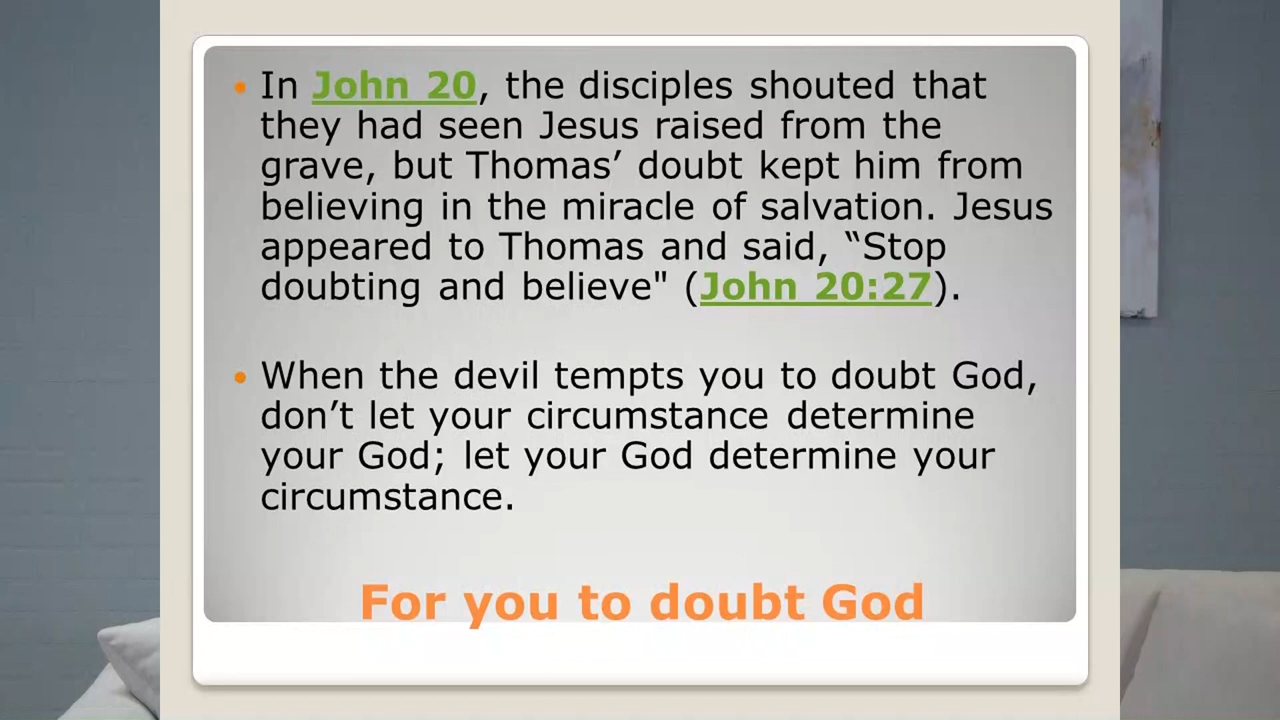 In John 20, the disciples shouted that
they had seen Jesus raised from the
grave, but Thomas’ doubt kept him from
believing in the miracle of salvation. Jesus
appeared to Thomas and said, “Stop
doubting and believe" (John 20:27).
When the devil tempts you to doubt God,
don’t let your circumstance determine
your God; let your God determine your
circumstance.
For you to doubt God